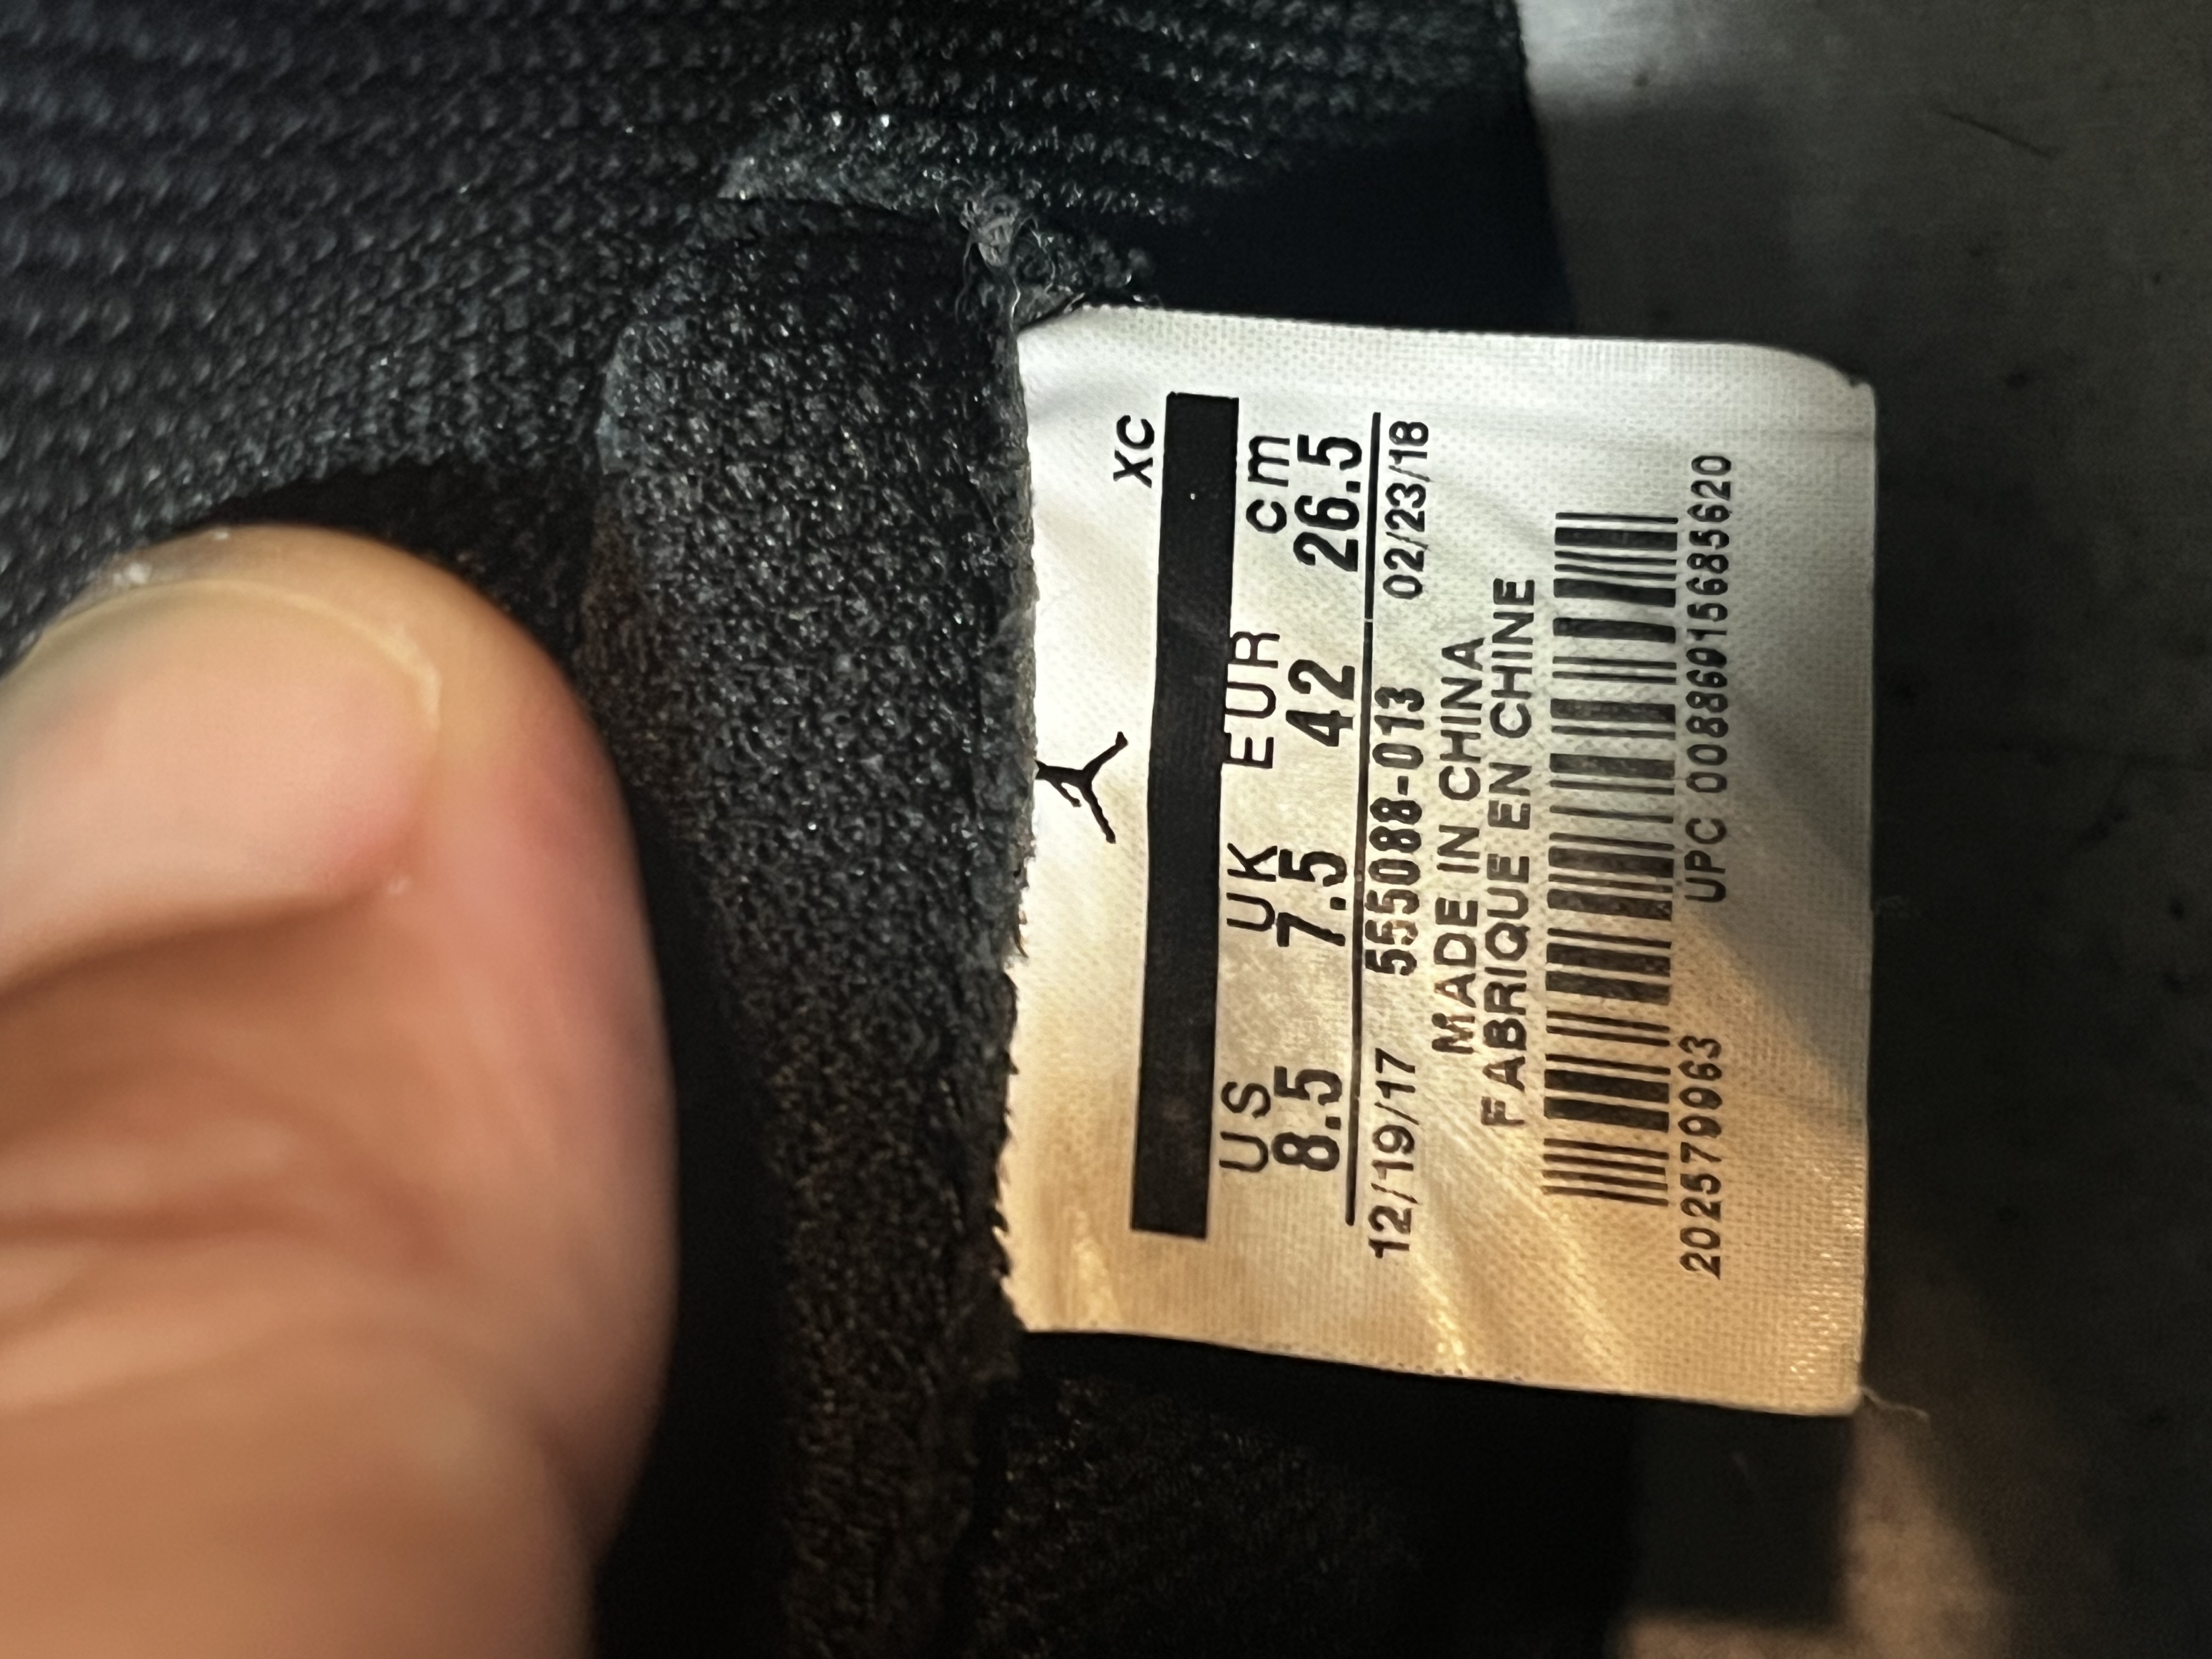 XC
US UK EUR cm
8.5 7.5 42 26.5
12/19/17 555088-013 02/23/18
MADE IN CHINA
FABRIQUE EN CHINE
2025799963 UPC 00886915685620